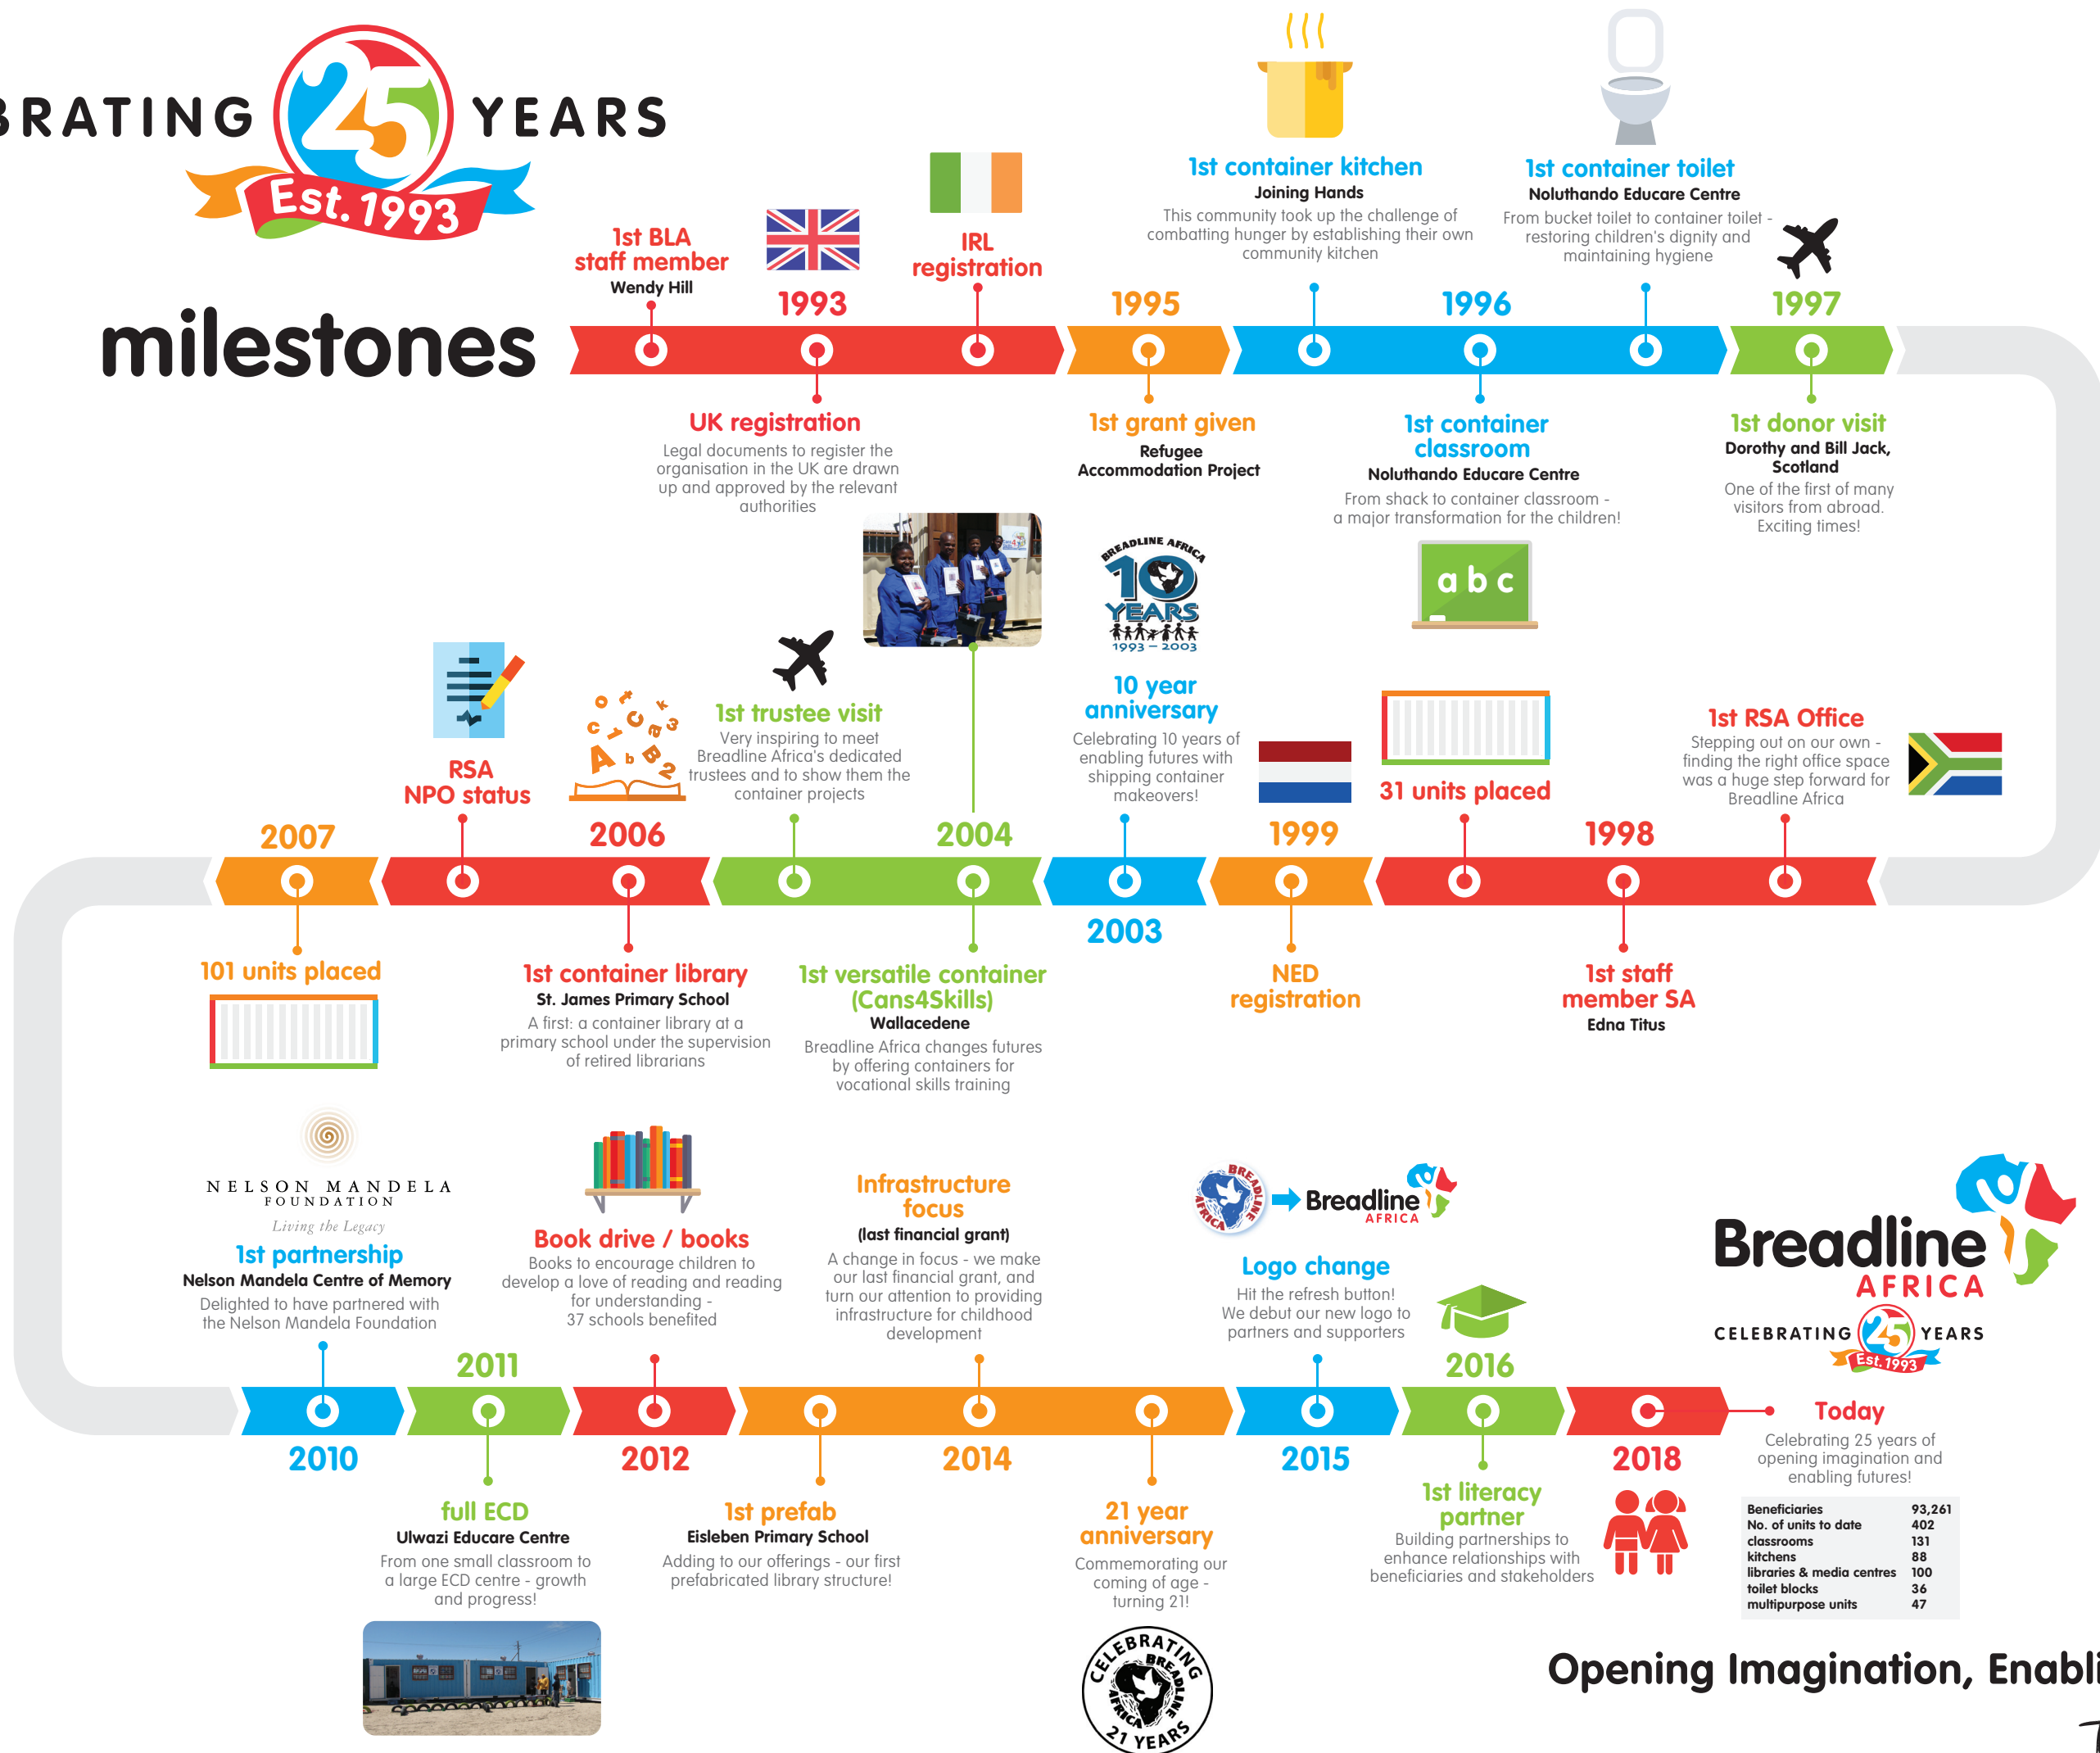 BRATING 25 YEARS
Est. 1993
milestones
1st BLA
staff member
Wendy Hill
1993
UK registration
Legal documents to register the
organisation in the UK are drawn
up and approved by the relevant
authorities
IRL
registration
1995
1st grant given
Refugee
Accommodation Project
1st container kitchen
Joining Hands
This community took up the challenge of
combatting hunger by establishing their own
community kitchen
1996
1st container
classroom
Noluthando Educare Centre
From shack to container classroom -
a major transformation for the children!
a b c
1st container toilet
Noluthando Educare Centre
From bucket toilet to container toilet -
restoring children's dignity and
maintaining hygiene
1997
1st donor visit
Dorothy and Bill Jack,
Scotland
One of the first of many
visitors from abroad.
Exciting times!
1st RSA Office
Stepping out on our own -
finding the right office space
was a huge step forward for
Breadline Africa
1998
1st staff
member SA
Edna Titus
31 units placed
1999
NED
registration
BREADLINE AFRICA
10
YEARS
1993 – 2003
10 year
anniversary
Celebrating 10 years of
enabling futures with
shipping container
makeovers!
2003
2004
1st versatile container
(Cans4Skills)
Wallacedene
Breadline Africa changes futures
by offering containers for
vocational skills training
1st trustee visit
Very inspiring to meet
Breadline Africa's dedicated
trustees and to show them the
container projects
2006
1st container library
St. James Primary School
A first: a container library at a
primary school under the supervision
of retired librarians
RSA
NPO status
2007
101 units placed
NELSON MANDELA
FOUNDATION
Living the Legacy
1st partnership
Nelson Mandela Centre of Memory
Delighted to have partnered with
the Nelson Mandela Foundation
2010
2011
full ECD
Ulwazi Educare Centre
From one small classroom to
a large ECD centre - growth
and progress!
Book drive / books
Books to encourage children to
develop a love of reading and reading
for understanding -
37 schools benefited
2012
1st prefab
Eisleben Primary School
Adding to our offerings - our first
prefabricated library structure!
Infrastructure
focus
(last financial grant)
A change in focus - we make
our last financial grant, and
turn our attention to providing
infrastructure for childhood
development
2014
21 year
anniversary
Commemorating our
coming of age -
turning 21!
CELEBRATING
BREADLINE
AFRICA
21 YEARS
BREADLINE
AFRICA
Breadline
AFRICA
Logo change
Hit the refresh button!
We debut our new logo to
partners and supporters
2015
2016
1st literacy
partner
Building partnerships to
enhance relationships with
beneficiaries and stakeholders
2018
Breadline
AFRICA
CELEBRATING 25 YEARS
Est. 1993
Today
Celebrating 25 years of
opening imagination and
enabling futures!
Beneficiaries 93,261
No. of units to date 402
classrooms 131
kitchens 88
libraries & media centres 100
toilet blocks 36
multipurpose units 47
Opening Imagination, Enabli